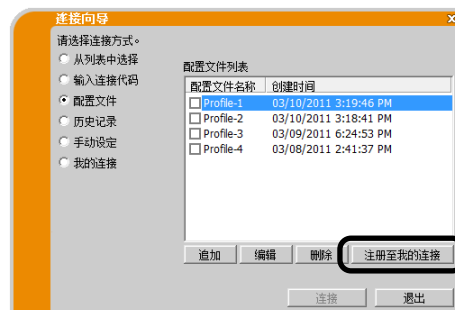 连接向导
请选择连接方式。
从列表中选择
输入连接代码
配置文件
历史记录
手动设定
我的连接
配置文件列表
配置文件名称 创建时间
Profile-1 03/10/2011 3:19:46 PM
Profile-2 03/10/2011 3:18:41 PM
Profile-3 03/09/2011 6:24:53 PM
Profile-4 03/08/2011 2:41:37 PM
追加 编辑 删除 注册至我的连接
连接 退出